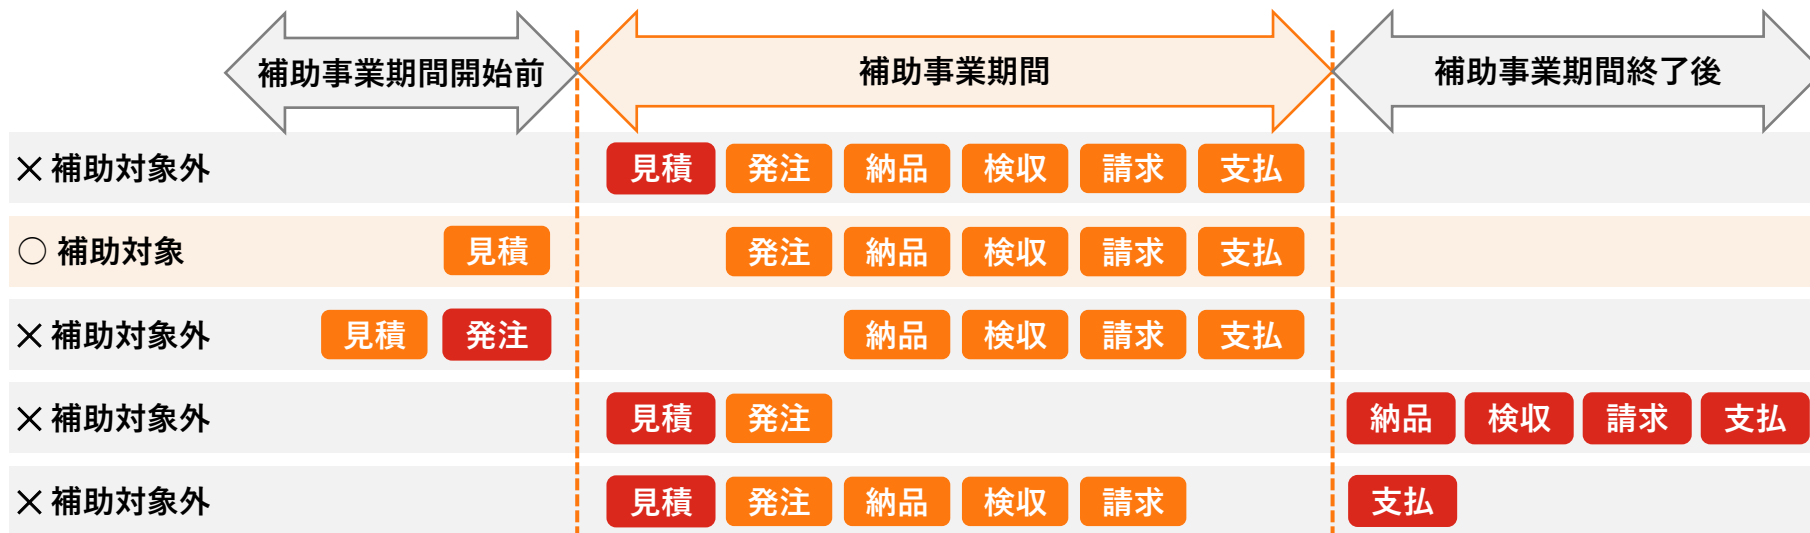 補助事業期間開始前 補助事業期間 補助事業期間終了後
×補助対象外 見積 発注 納品 検収 請求 支払
○ 補助対象 見積 発注 納品 検収 請求 支払
×補助対象外 見積 発注 納品 検収 請求 支払
×補助対象外 見積 発注 納品 検収 請求 支払
×補助対象外 見積 発注 納品 検収 請求 支払